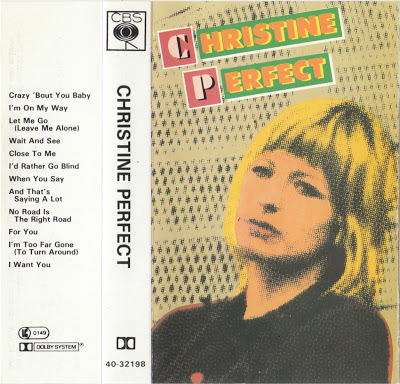 CBS
Crazy 'Bout You Baby
I'm On My Way
Let Me Go
(Leave Me Alone)
Wait And See
Close To Me
I'd Rather Go Blind
When You Say
And That's
Saying A Lot
No Road Is
The Right Road
For You
I'm Too Far Gone
(To Turn Around)
I Want You
K 0149
DOLBY SYSTEM ®
CHRISTINE PERFECT
40-32198
CHRISTINE
PERFECT